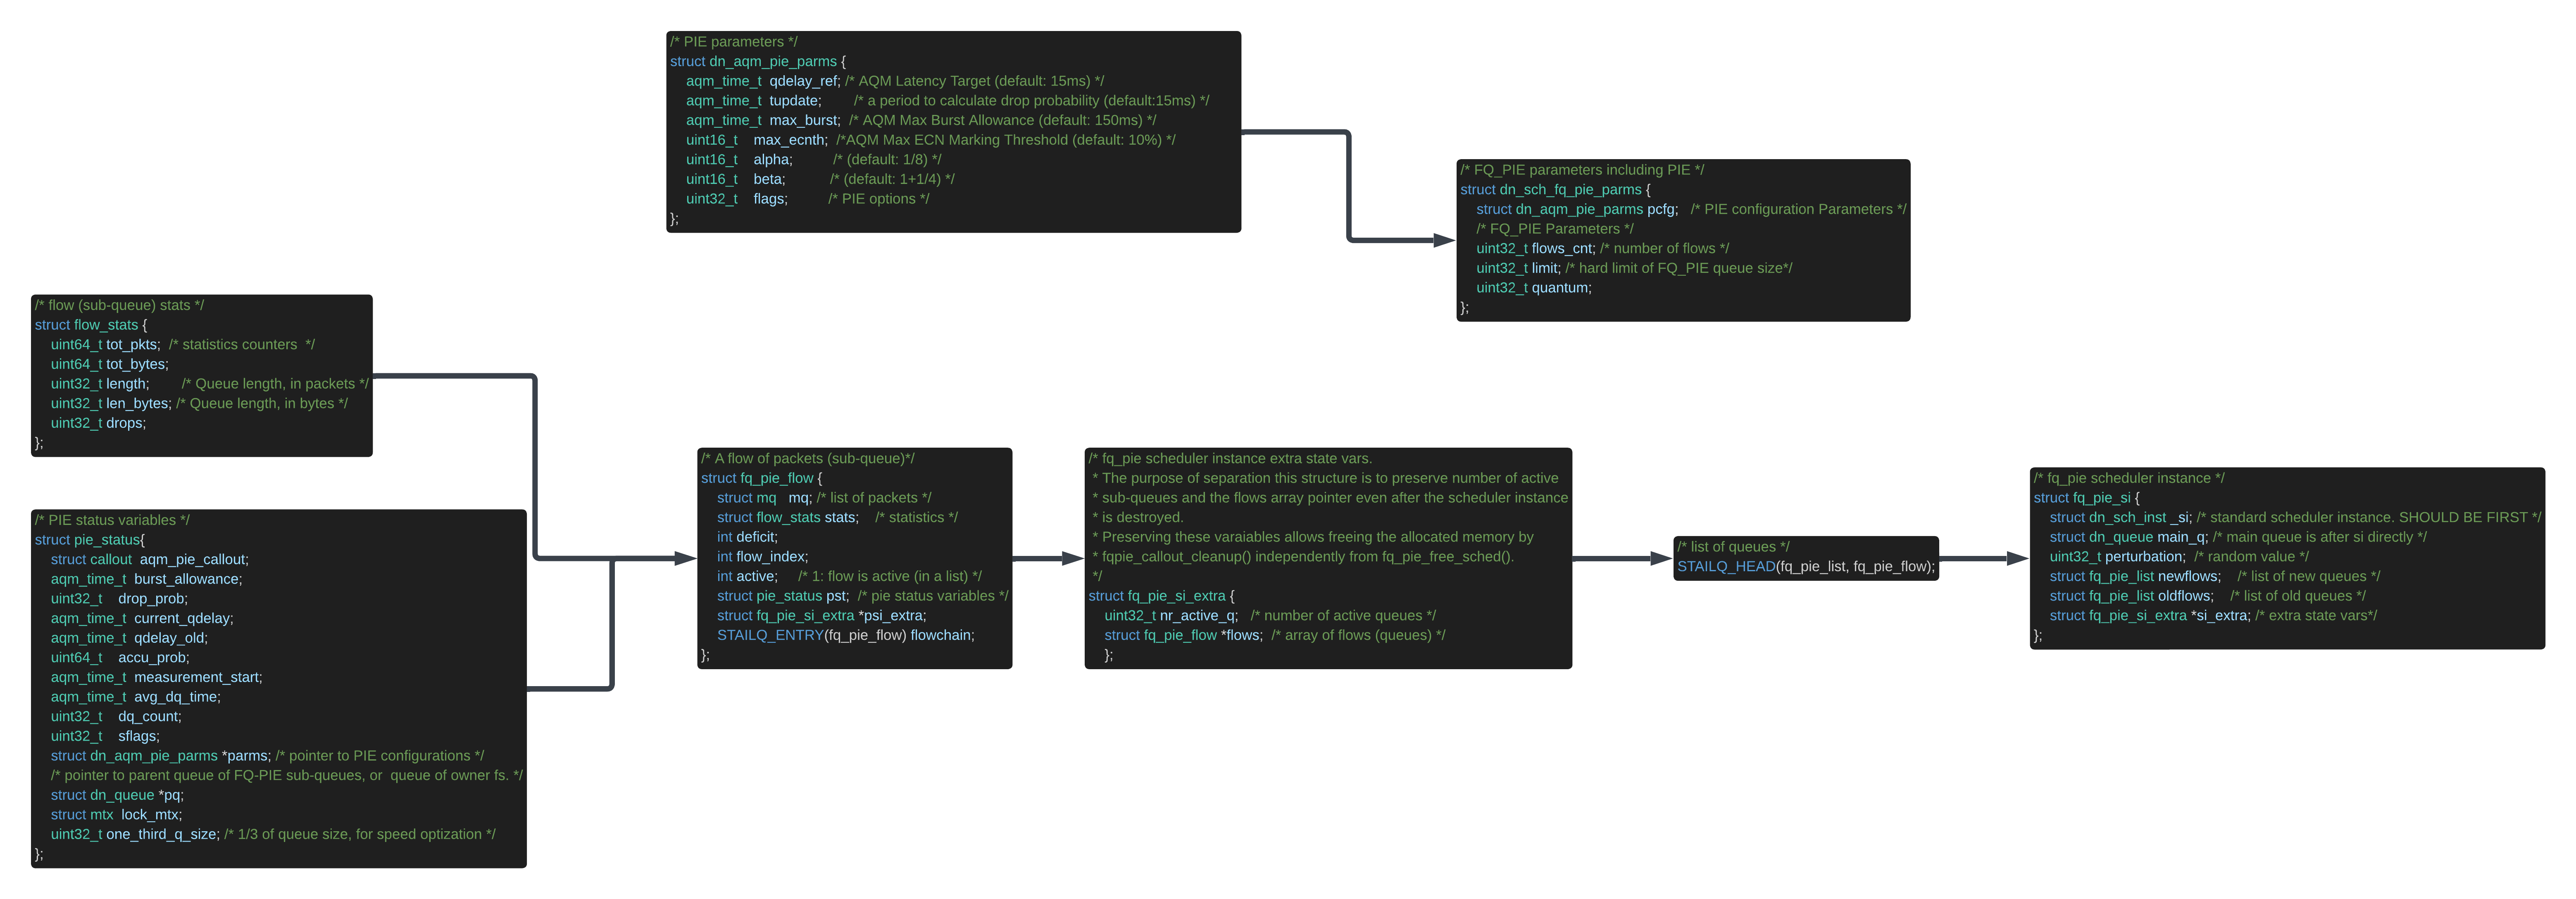 /* PIE parameters */
struct dn_aqm_pie_parms {
    aqm_time_t  qdelay_ref; /* AQM Latency Target (default: 15ms) */
    aqm_time_t  tupdate;        /* a period to calculate drop probability (default:15ms) */
    aqm_time_t  max_burst;  /* AQM Max Burst Allowance (default: 150ms) */
    uint16_t    max_ecnth;  /*AQM Max ECN Marking Threshold (default: 10%) */
    uint16_t    alpha;          /* (default: 1/8) */
    uint16_t    beta;           /* (default: 1+1/4) */
    uint32_t    flags;          /* PIE options */
};
/* FQ_PIE parameters including PIE */
struct dn_sch_fq_pie_parms {
    struct dn_aqm_pie_parms pcfg;   /* PIE configuration Parameters */
    /* FQ_PIE Parameters */
    uint32_t flows_cnt; /* number of flows */
    uint32_t limit; /* hard limit of FQ_PIE queue size*/
    uint32_t quantum;
};
/* flow (sub-queue) stats */
struct flow_stats {
    uint64_t tot_pkts;  /* statistics counters  */
    uint64_t tot_bytes;
    uint32_t length;        /* Queue length, in packets */
    uint32_t len_bytes; /* Queue length, in bytes */
    uint32_t drops;
};
/* PIE status variables */
struct pie_status{
    struct callout  aqm_pie_callout;
    aqm_time_t  burst_allowance;
    uint32_t    drop_prob;
    aqm_time_t  current_qdelay;
    aqm_time_t  qdelay_old;
    uint64_t    accu_prob;
    aqm_time_t  measurement_start;
    aqm_time_t  avg_dq_time;
    uint32_t    dq_count;
    uint32_t    sflags;
    struct dn_aqm_pie_parms *parms; /* pointer to PIE configurations */
    /* pointer to parent queue of FQ-PIE sub-queues, or  queue of owner fs. */
    struct dn_queue *pq;
    struct mtx  lock_mtx;
    uint32_t one_third_q_size; /* 1/3 of queue size, for speed optization */
};
/* A flow of packets (sub-queue)*/
struct fq_pie_flow {
    struct mq   mq; /* list of packets */
    struct flow_stats stats;    /* statistics */
    int deficit;
    int flow_index;
    int active;     /* 1: flow is active (in a list) */
    struct pie_status pst;  /* pie status variables */
    struct fq_pie_si_extra *psi_extra;
    STAILQ_ENTRY(fq_pie_flow) flowchain;
};
/* fq_pie scheduler instance extra state vars.
 * The purpose of separation this structure is to preserve number of active
 * sub-queues and the flows array pointer even after the scheduler instance
 * is destroyed.
 * Preserving these varaiables allows freeing the allocated memory by
 * fqpie_callout_cleanup() independently from fq_pie_free_sched().
 */
struct fq_pie_si_extra {
    uint32_t nr_active_q;   /* number of active queues */
    struct fq_pie_flow *flows;  /* array of flows (queues) */
    };
/* list of queues */
STAILQ_HEAD(fq_pie_list, fq_pie_flow);
/* fq_pie scheduler instance */
struct fq_pie_si {
    struct dn_sch_inst _si; /* standard scheduler instance. SHOULD BE FIRST */
    struct dn_queue main_q; /* main queue is after si directly */
    uint32_t perturbation;  /* random value */
    struct fq_pie_list newflows;    /* list of new queues */
    struct fq_pie_list oldflows;    /* list of old queues */
    struct fq_pie_si_extra *si_extra; /* extra state vars*/
};